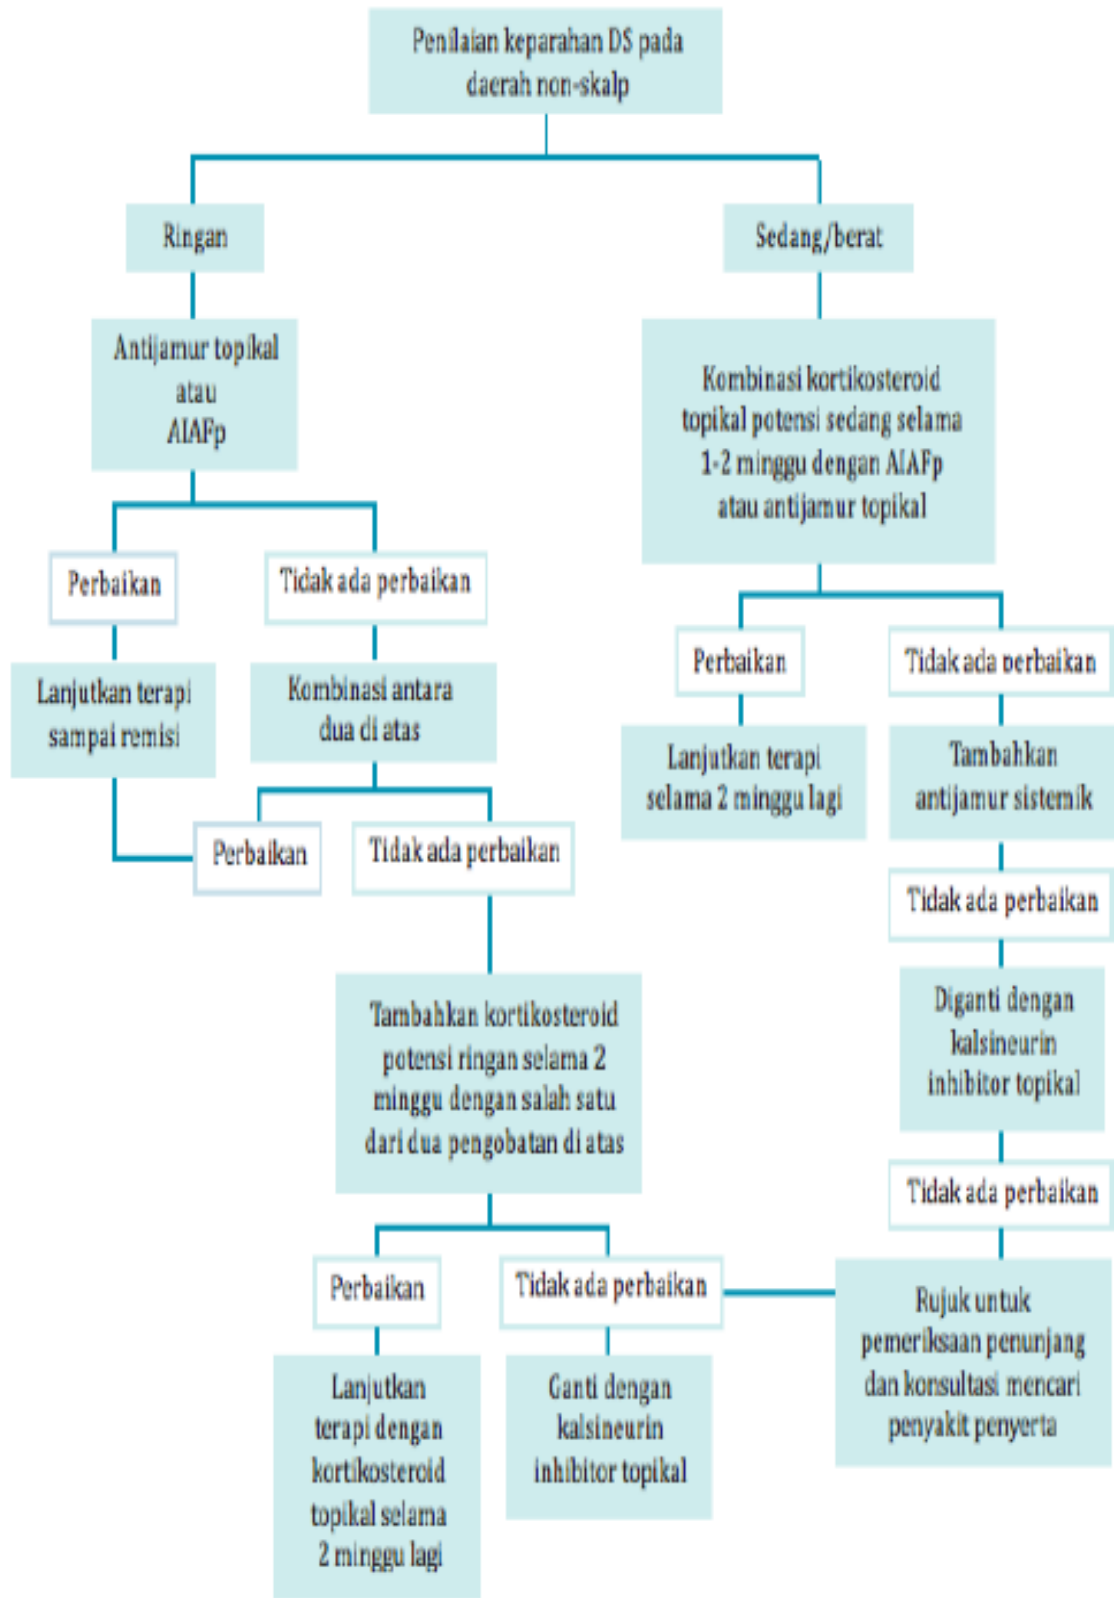 Penilaian keparahan DS pada
daerah non-skalp
Ringan
Sedang/berat
Antijamur topikal
atau
AIAFp
Kombinasi kortikosteroid
topikal potensi sedang selama
1-2 minggu dengan AIAFp
atau antijamur topikal
Perbaikan
Tidak ada perbaikan
Perbaikan
Tidak ada perbaikan
Lanjutkan terapi
sampai remisi
Kombinasi antara
dua di atas
Lanjutkan terapi
selama 2 minggu lagi
Tambahkan
antijamur sistemik
Perbaikan
Tidak ada perbaikan
Tidak ada perbaikan
Tambahkan kortikosteroid
potensi ringan selama 2
minggu dengan salah satu
dari dua pengobatan di atas
Diganti dengan
kalsineurin
inhibitor topikal
Tidak ada perbaikan
Perbaikan
Tidak ada perbaikan
Rujuk untuk
pemeriksaan penunjang
dan konsultasi mencari
penyakit penyerta
Lanjutkan
terapi dengan
kortikosteroid
topikal selama
2 minggu lagi
Ganti dengan
kalsineurin
inhibitor topikal